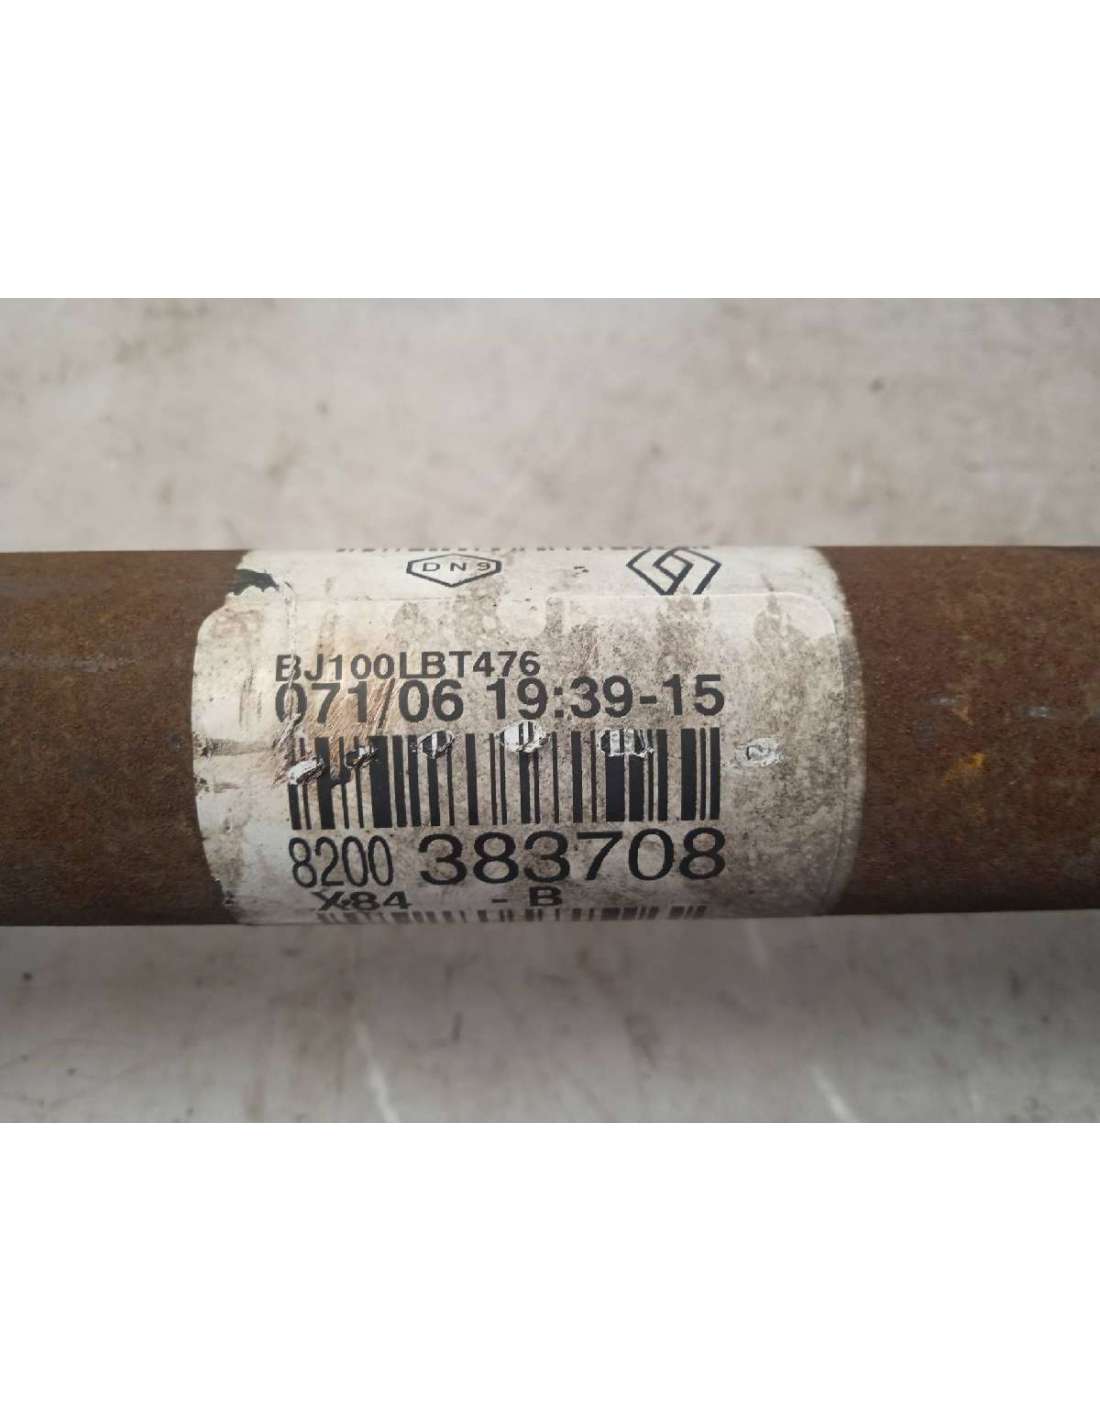 DN9
BJ100LBT476
071/06 19:39-15
8200 383708
X84 - B